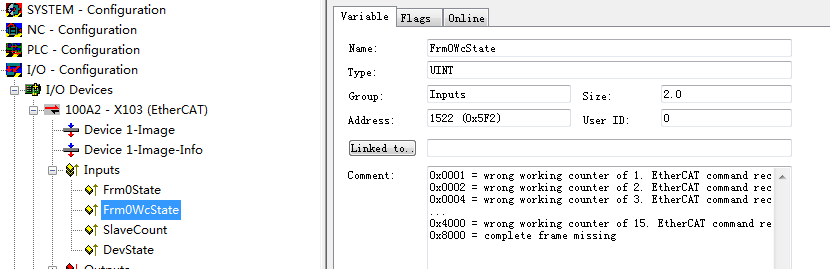 SYSTEM - Configuration
NC - Configuration
PLC - Configuration
I/O - Configuration
I/O Devices
100A2 - X103 (EtherCAT)
Device 1-Image
Device 1-Image-Info
Inputs
Frm0State
Frm0WcState
SlaveCount
DevState
Variable Flags Online
Name: Frm0WcState
Type: UINT
Group: Inputs Size: 2.0
Address: 1522 (0x5F2) User ID: 0
Linked to..
Comment: 0x0001 = wrong working counter of 1. EtherCAT command rec
0x0002 = wrong working counter of 2. EtherCAT command rec
0x0004 = wrong working counter of 3. EtherCAT command rec
...
0x4000 = wrong working counter of 15. EtherCAT command rec
0x8000 = complete frame missing